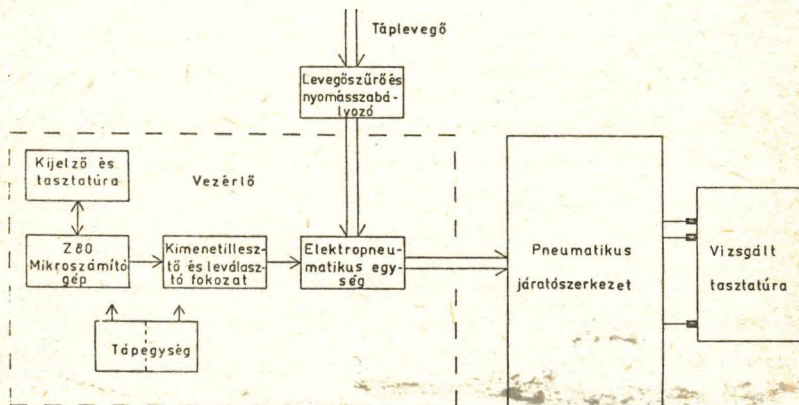 Táplevegő
Levegőszűrő és
nyomásszabá-
lyozó
Kijelző és
tasztatúra
Vezérlő
Z80
Mikroszámító
gép
Kimenetillesz-
tő és leválasz-
tó fokozat
Elektropneu-
matikus egy-
ség
Pneumatikus
járatószerkezet
Vizsgált
tasztatúra
Tápegység